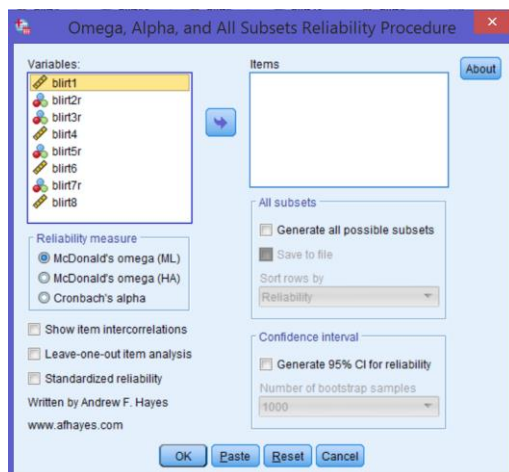 Omega, Alpha, and All Subsets Reliability Procedure
Variables:
blirt1
blirt2r
blirt3r
blirt4
blirt5r
blirt6
blirt7r
blirt8
Items
About
Reliability measure
McDonald's omega (ML)
McDonald's omega (HA)
Cronbach's alpha
Show item intercorrelations
Leave-one-out item analysis
Standardized reliability
Written by Andrew F. Hayes
www.afhayes.com
All subsets
Generate all possible subsets
Save to file
Sort rows by
Reliability
Confidence interval
Generate 95% CI for reliability
Number of bootstrap samples
1000
OK Paste Reset Cancel